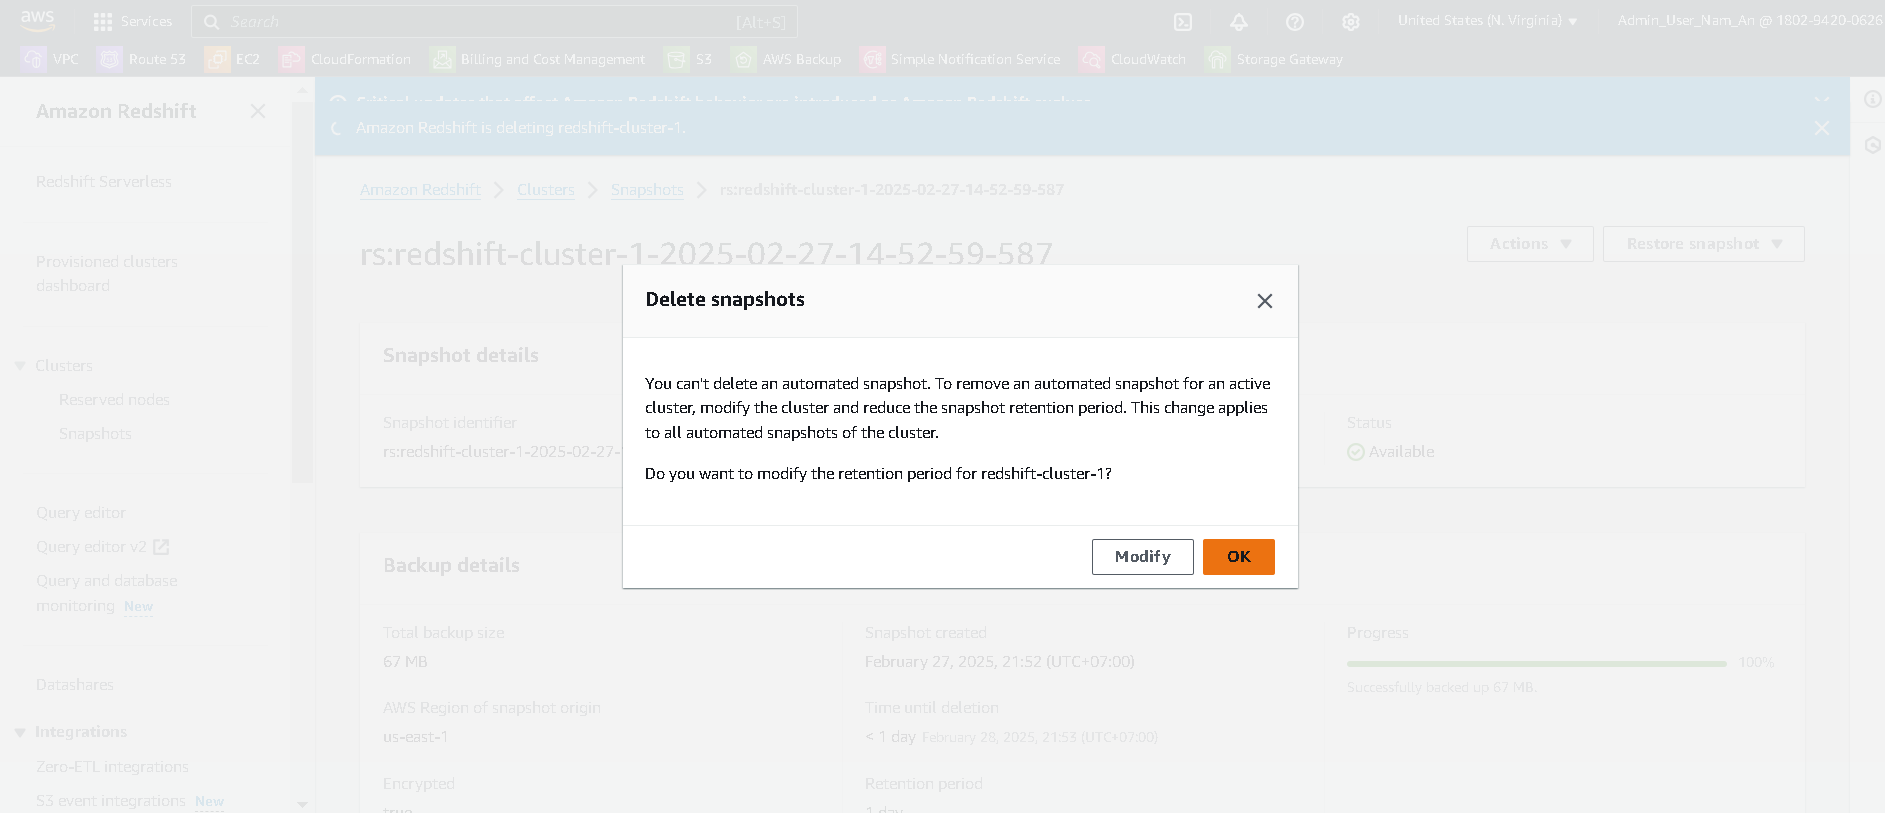 aws
Services
Search
[Alt+S]
United States (N. Virginia)
Admin_User_Nam_An @ 1802-9420-0626
VPC
Route 53
EC2
CloudFormation
Billing and Cost Management
S3
AWS Backup
Simple Notification Service
CloudWatch
Storage Gateway
Amazon Redshift
Redshift Serverless
Provisioned clusters
dashboard
Clusters
Reserved nodes
Snapshots
Query editor
Query editor v2
Query and database
monitoring New
Datashares
Integrations
Zero-ETL integrations
S3 event integrations New
Amazon Redshift is deleting redshift-cluster-1.
Amazon Redshift > Clusters > Snapshots > rs:redshift-cluster-1-2025-02-27-14-52-59-587
rs:redshift-cluster-1-2025-02-27-14-52-59-587
Actions
Restore snapshot
Snapshot details
Snapshot identifier
rs:redshift-cluster-1-2025-02-27-
Status
Available
Delete snapshots
You can't delete an automated snapshot. To remove an automated snapshot for an active
cluster, modify the cluster and reduce the snapshot retention period. This change applies
to all automated snapshots of the cluster.
Do you want to modify the retention period for redshift-cluster-1?
Modify
OK
Backup details
Total backup size
67 MB
AWS Region of snapshot origin
us-east-1
Encrypted
true
Snapshot created
February 27, 2025, 21:52 (UTC+07:00)
Time until deletion
< 1 day February 28, 2025, 21:53 (UTC+07:00)
Retention period
1 day
Progress
100%
Successfully backed up 67 MB.